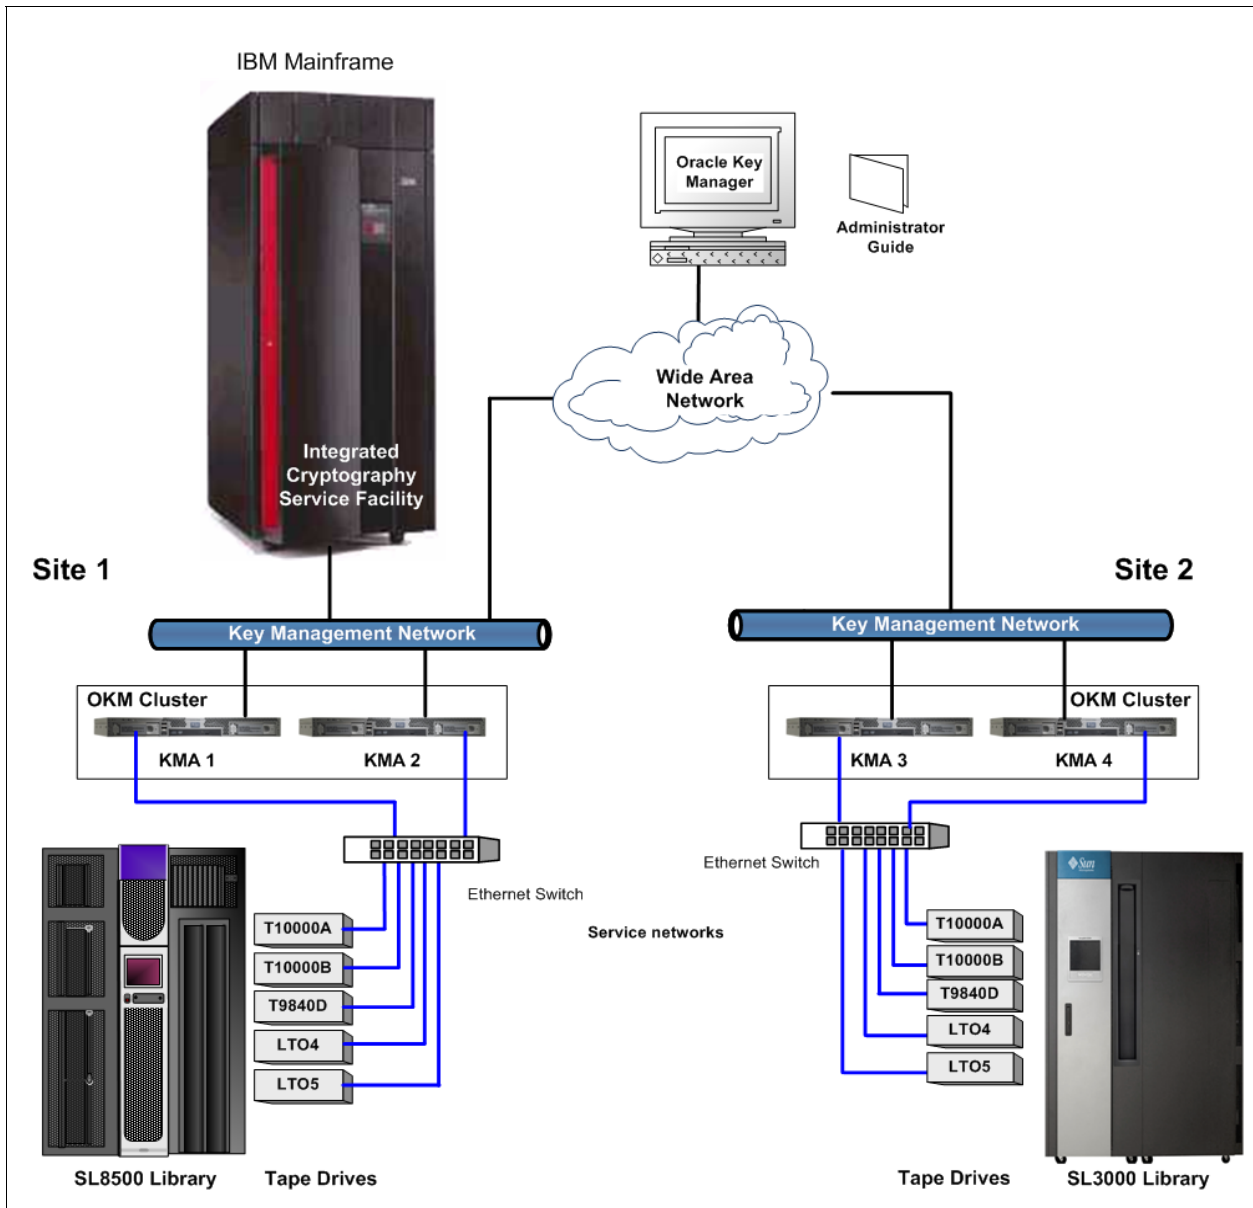 IBM Mainframe
Oracle Key
Manager
Administrator
Guide
Wide Area
Network
Integrated
Cryptography
Service Facility
Site 1
Site 2
Key Management Network
Key Management Network
OKM Cluster
KMA 1
KMA 2
OKM Cluster
KMA 3
KMA 4
Ethernet Switch
Ethernet Switch
Service networks
T10000A
T10000B
T9840D
LTO4
LTO5
T10000A
T10000B
T9840D
LTO4
LTO5
Sun
SL8500 Library
Tape Drives
Tape Drives
SL3000 Library